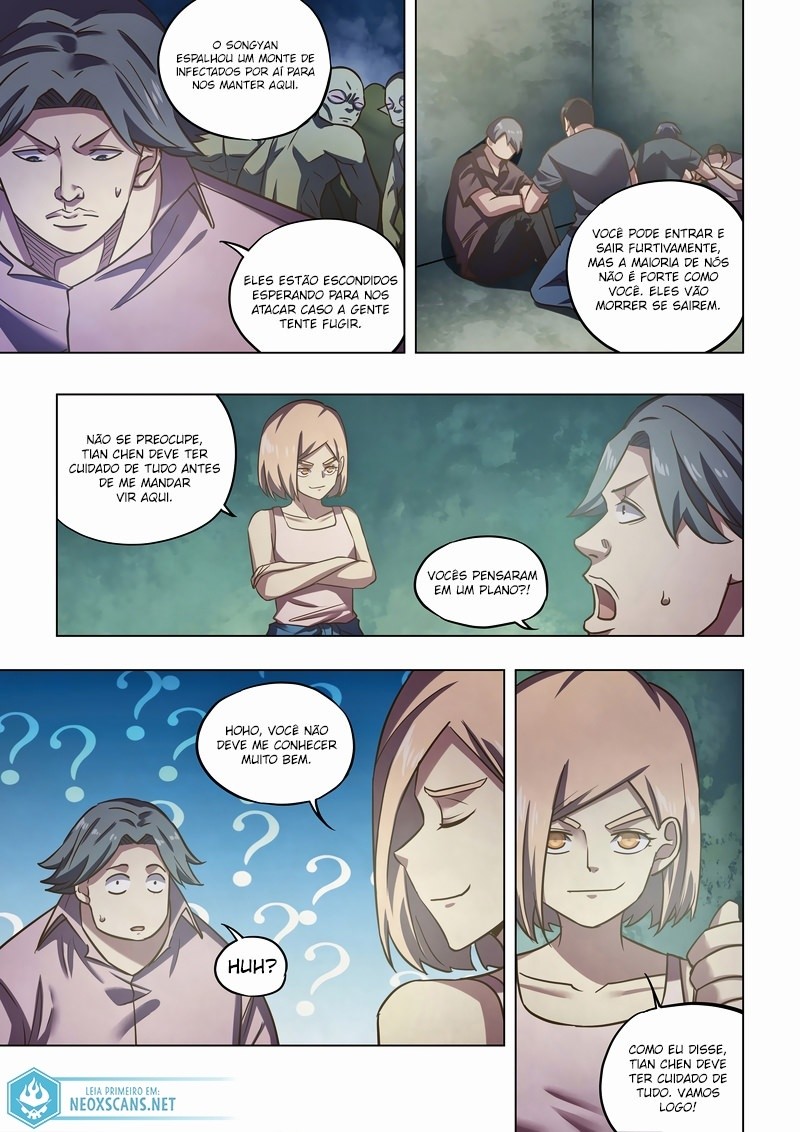 O SONGYAN
ESPALHOU UM MONTE DE
INFECTADOS POR AÍ PARA
NOS MANTER AQUI.
ELES ESTÃO ESCONDIDOS
ESPERANDO PARA NOS
ATACAR CASO A GENTE
TENTE FUGIR.
VOCÊ PODE ENTRAR E
SAIR FURTIVAMENTE,
MAS A MAIORIA DE NÓS
NÃO É FORTE COMO
VOCÊ. ELES VÃO
MORRER SE SAIREM.
NÃO SE PREOCUPE,
TIAN CHEN DEVE TER
CUIDADO DE TUDO ANTES
DE ME MANDAR
VIR AQUI.
VOCÊS PENSARAM
EM UM PLANO?!
HOHO, VOCÊ NÃO
DEVE ME CONHECER
MUITO BEM.
HUH?
COMO EU DISSE,
TIAN CHEN DEVE
TER CUIDADO DE
TUDO. VAMOS
LOGO!
LEIA PRIMEIRO EM:
NEOXSCANS.NET